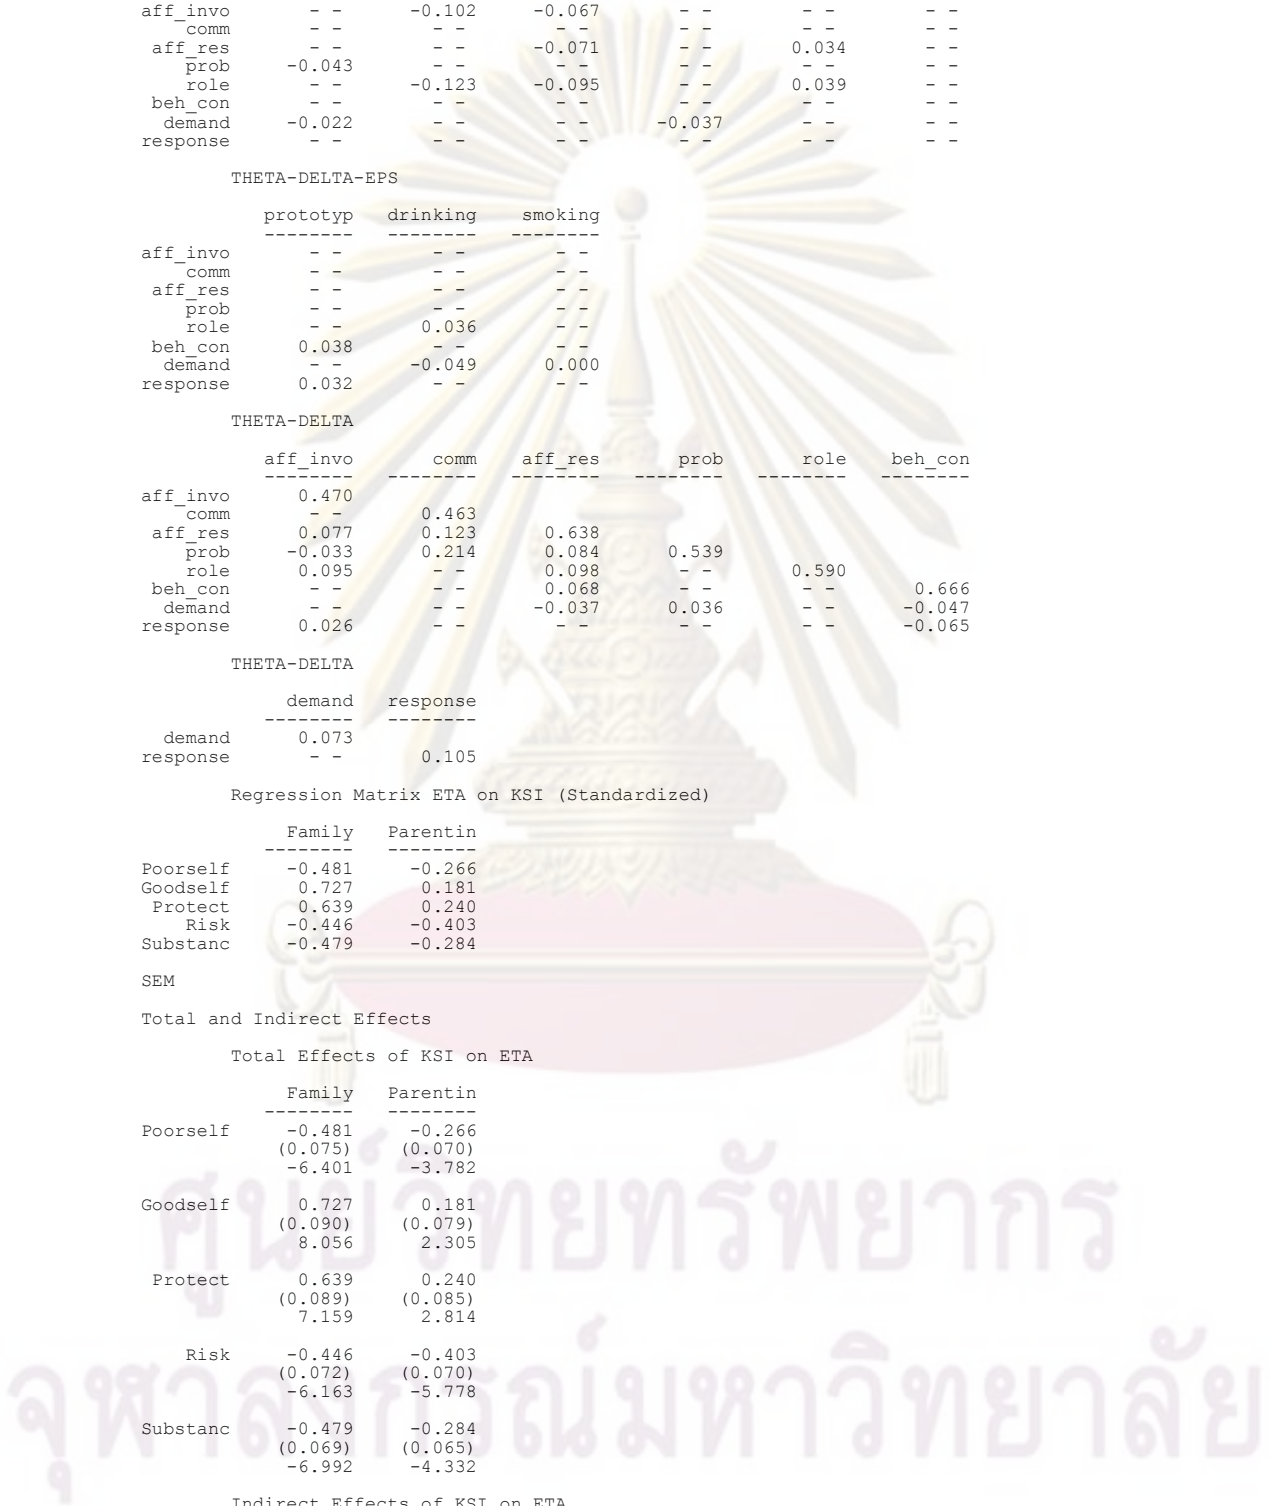 aff_invo - - -0.102 -0.067 - - - - - -
comm - - - - - - - - - - - -
aff_res - - - - -0.071 - - 0.034 - -
prob -0.043 - - - - - - - - - -
role - - -0.123 -0.095 - - 0.039 - -
beh_con - - - - - - - - - - - -
demand -0.022 - - - - -0.037 - - - -
response - - - - - - - - - - - -
THETA-DELTA-EPS
prototyp drinking smoking
-------- -------- --------
aff_invo - - - - - -
comm - - - - - -
aff_res - - - - - -
prob - - - - - -
role - - 0.036 - -
beh_con 0.038 - - - -
demand - - -0.049 0.000
response 0.032 - - - -
THETA-DELTA
aff_invo comm aff_res prob role beh_con
-------- -------- -------- -------- -------- --------
aff_invo 0.470
comm - - 0.463
aff_res 0.077 0.123 0.638
prob -0.033 0.214 0.084 0.539
role 0.095 - - 0.098 - - 0.590
beh_con - - - - 0.068 - - - - 0.666
demand - - - - -0.037 0.036 - - -0.047
response 0.026 - - - - - - - - -0.065
THETA-DELTA
demand response
-------- --------
demand 0.073
response - - 0.105
Regression Matrix ETA on KSI (Standardized)
Family Parentin
-------- --------
Poorself -0.481 -0.266
Goodself 0.727 0.181
Protect 0.639 0.240
Risk -0.446 -0.403
Substanc -0.479 -0.284
SEM
Total and Indirect Effects
Total Effects of KSI on ETA
Family Parentin
-------- --------
Poorself -0.481 -0.266
(0.075) (0.070)
-6.401 -3.782
Goodself 0.727 0.181
(0.090) (0.079)
8.056 2.305
Protect 0.639 0.240
(0.089) (0.085)
7.159 2.814
Risk -0.446 -0.403
(0.072) (0.070)
-6.163 -5.778
Substanc -0.479 -0.284
(0.069) (0.065)
-6.992 -4.332
Indirect Effects of KSI on ETA
ศูนย์วิทยทรัพยากร
จุฬาลงกรณ์มหาวิทยาลัย